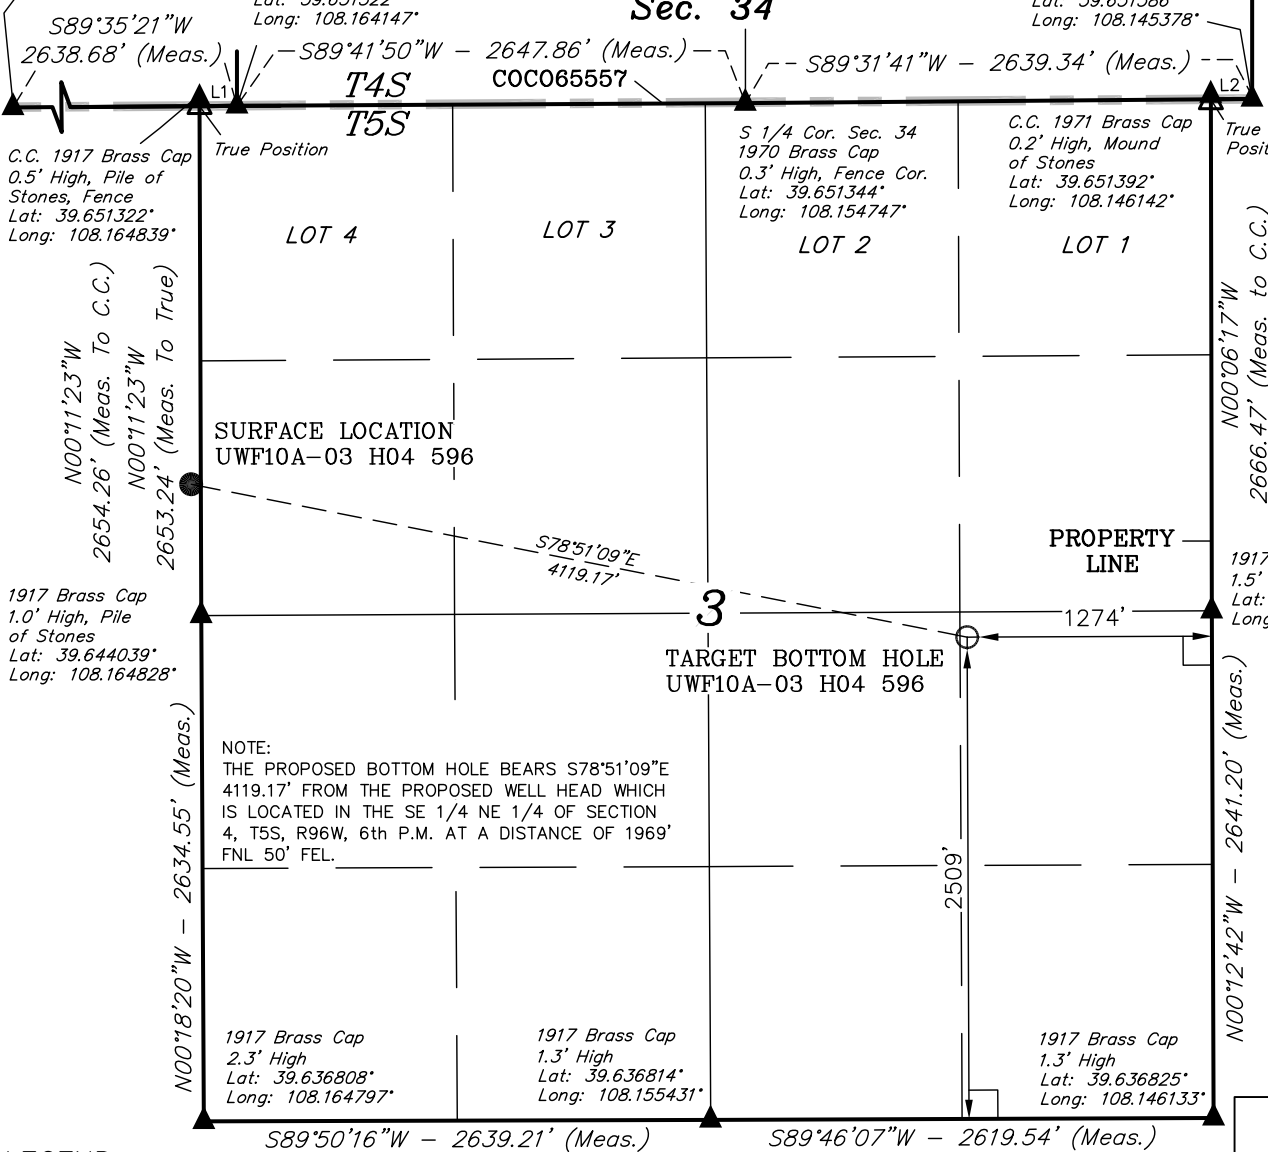 Lat: 39.651322°
Long: 108.164147°
Sec. 34
Long: 108.145378°
S89°35'21"W
2638.68' (Meas.)
S89°41'50"W – 2647.86' (Meas.)
S89°31'41"W – 2639.34' (Meas.)
COC065557
T4S
T5S
L1
L2
True Position
True
C.C. 1917 Brass Cap
0.5' High, Pile of
Stones, Fence
Lat: 39.651322°
Long: 108.164839°
S 1/4 Cor. Sec. 34
1970 Brass Cap
0.3' High, Fence Cor.
Lat: 39.651344°
Long: 108.154747°
C.C. 1971 Brass Cap
0.2' High, Mound
of Stones
Lat: 39.651392°
Long: 108.146142°
LOT 4
LOT 3
LOT 2
LOT 1
N00°11'23"W
2654.26' (Meas. To C.C.)
N00°11'23"W
2653.24' (Meas. To True)
N00°06'17"W
2666.47' (Meas. to C.C.)
SURFACE LOCATION
UWF10A–03 H04 596
S78°51'09"E
4119.17'
PROPERTY
LINE
1917 Brass Cap
1.0' High, Pile
of Stones
Lat: 39.644039°
Long: 108.164828°
1917
1.5'
Lat:
3
1274'
TARGET BOTTOM HOLE
UWF10A–03 H04 596
NOTE:
THE PROPOSED BOTTOM HOLE BEARS S78°51'09"E
4119.17' FROM THE PROPOSED WELL HEAD WHICH
IS LOCATED IN THE SE 1/4 NE 1/4 OF SECTION
4, T5S, R96W, 6th P.M. AT A DISTANCE OF 1969'
FNL 50' FEL.
2509'
N00°18'20"W – 2634.55' (Meas.)
N00°12'42"W – 2641.20' (Meas.)
1917 Brass Cap
2.3' High
Lat: 39.636808°
Long: 108.164797°
1917 Brass Cap
1.3' High
Lat: 39.636814°
Long: 108.155431°
1917 Brass Cap
1.3' High
Lat: 39.636825°
Long: 108.146133°
S89°50'16"W – 2639.21' (Meas.)
S89°46'07"W – 2619.54' (Meas.)